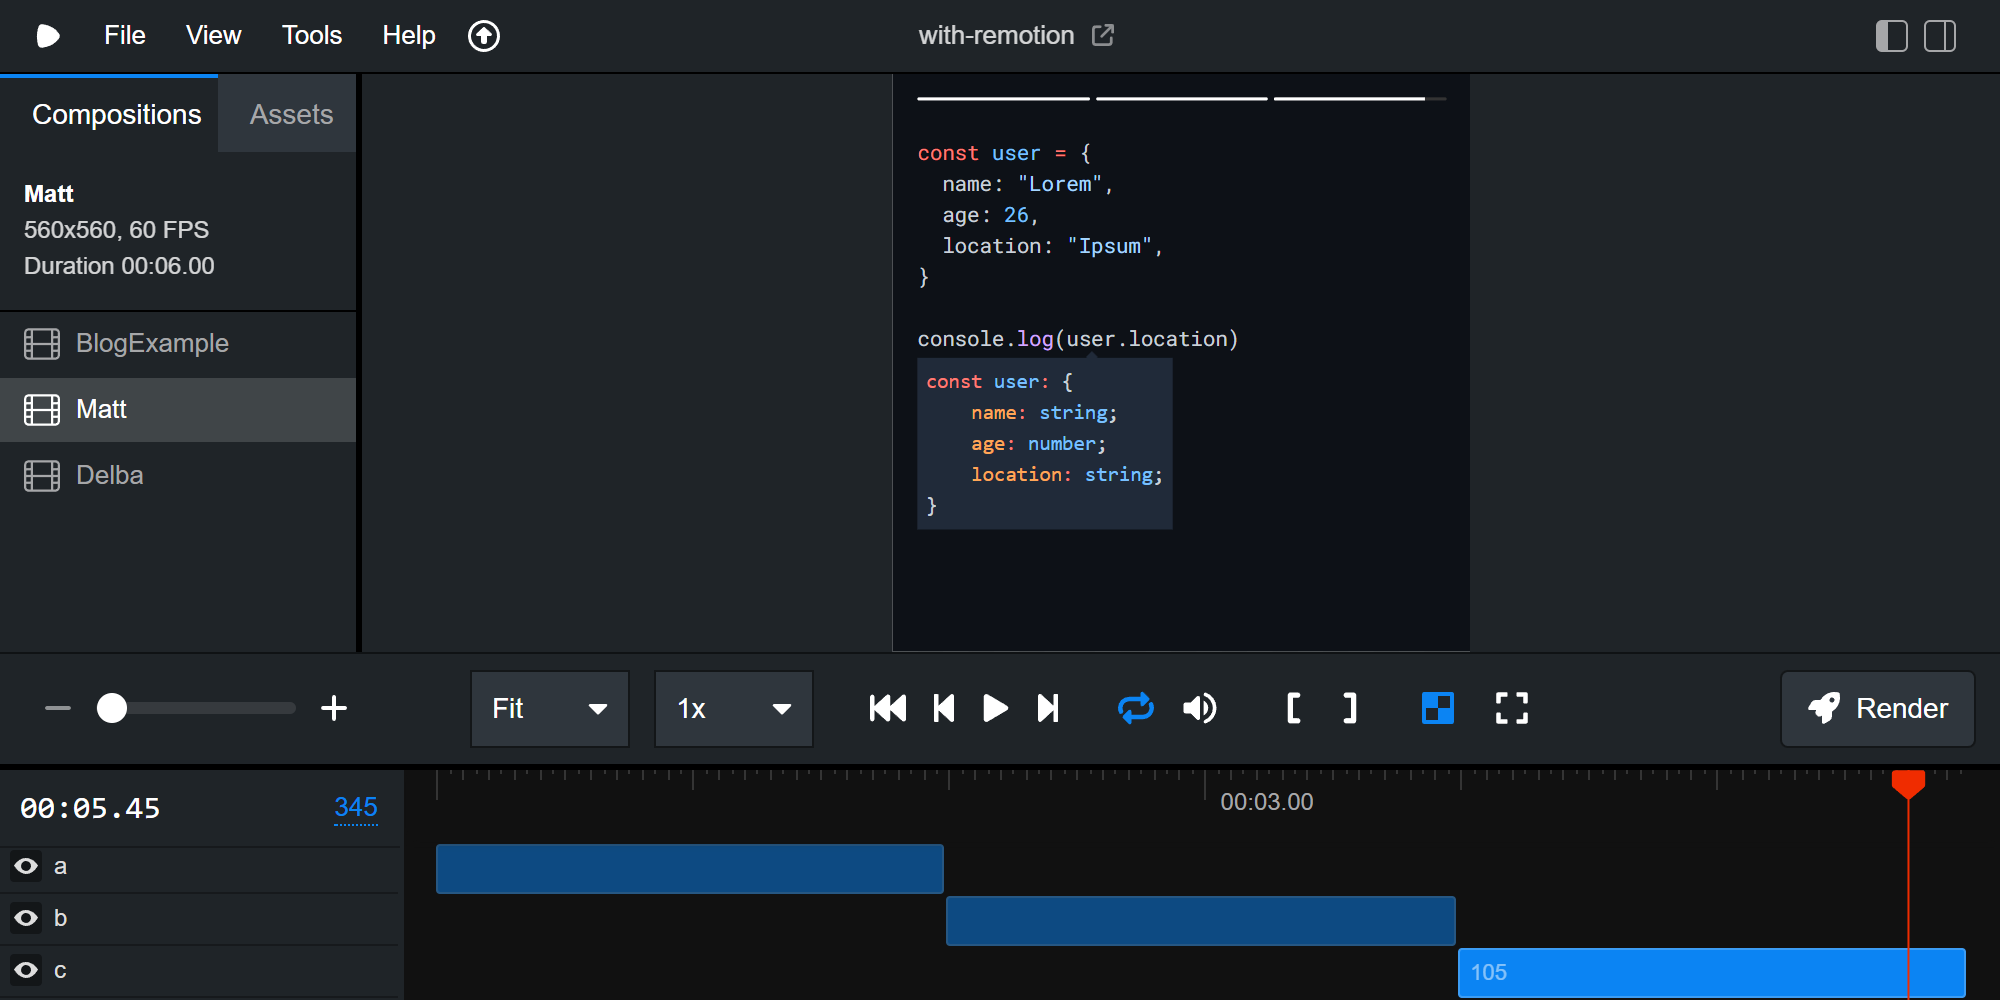 File View Tools Help
with-remotion
Compositions Assets
Matt
560x560, 60 FPS
Duration 00:06.00
BlogExample
Matt
Delba
const user = {
  name: "Lorem",
  age: 26,
  location: "Ipsum",
}
console.log(user.location)
const user: {
    name: string;
    age: number;
    location: string;
}
Fit
1x
[ ]
Render
00:05.45 345
00:03.00
a
b
c
105